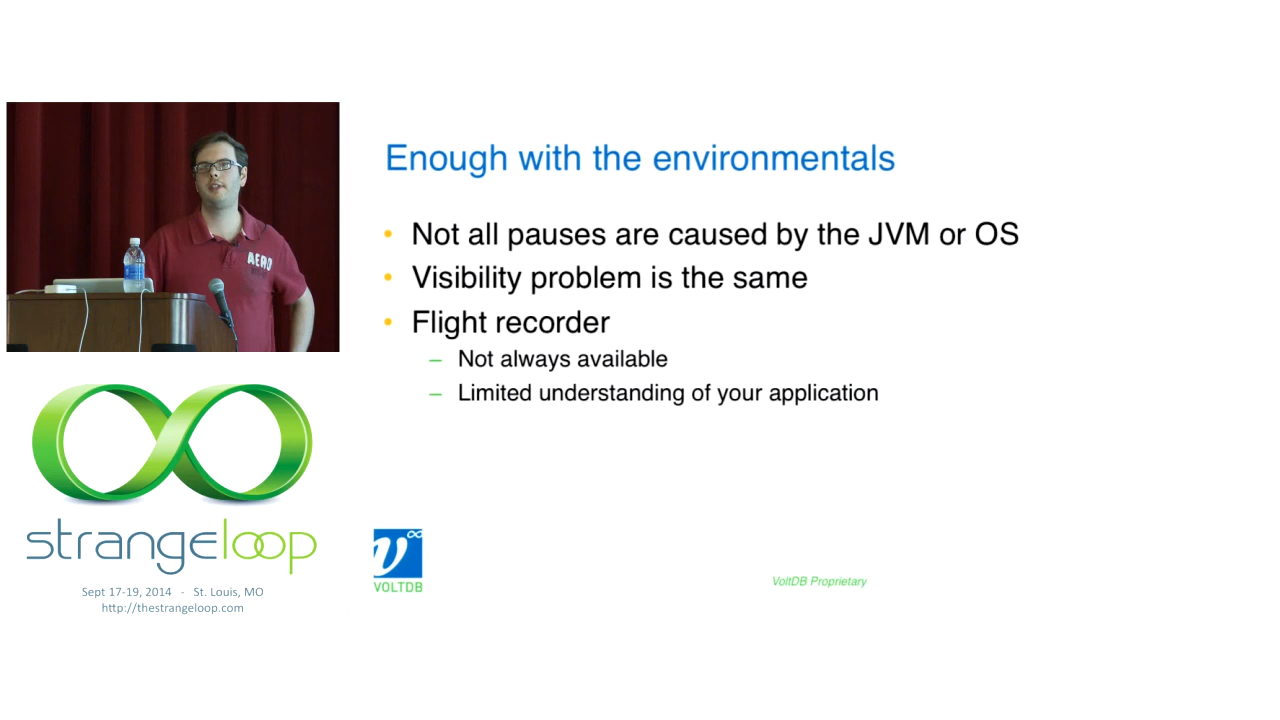 Enough with the environmentals
• Not all pauses are caused by the JVM or OS
• Visibility problem is the same
• Flight recorder
– Not always available
– Limited understanding of your application
AERO
strangeloop
Sept 17-19, 2014 - St. Louis, MO
http://thestrangeloop.com
VOLTDB
VoltDB Proprietary